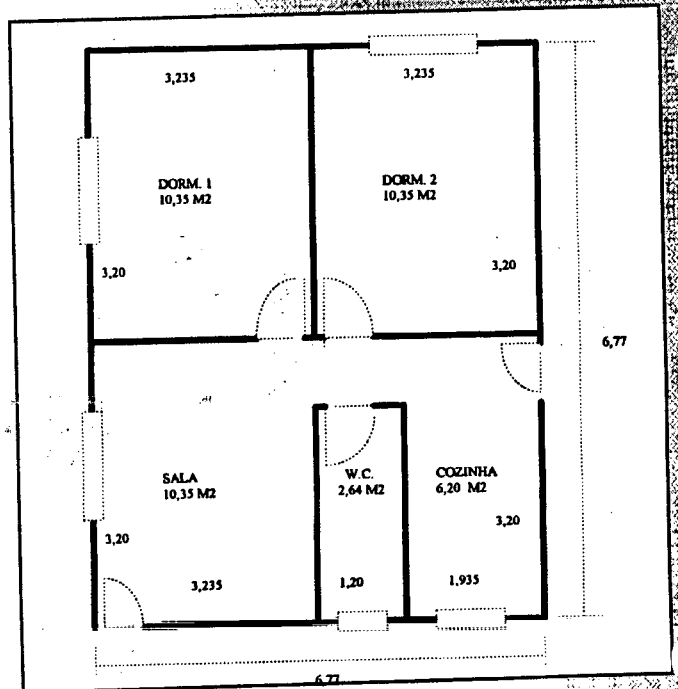 3,235
3,235
DORM. 1
10,35 M2
DORM. 2
10,35 M2
3,20
3,20
6,77
SALA
10,35 M2
W.C.
2,64 M2
COZINHA
6,20 M2
3,20
3,20
3,235
1,20
1,935
6,77